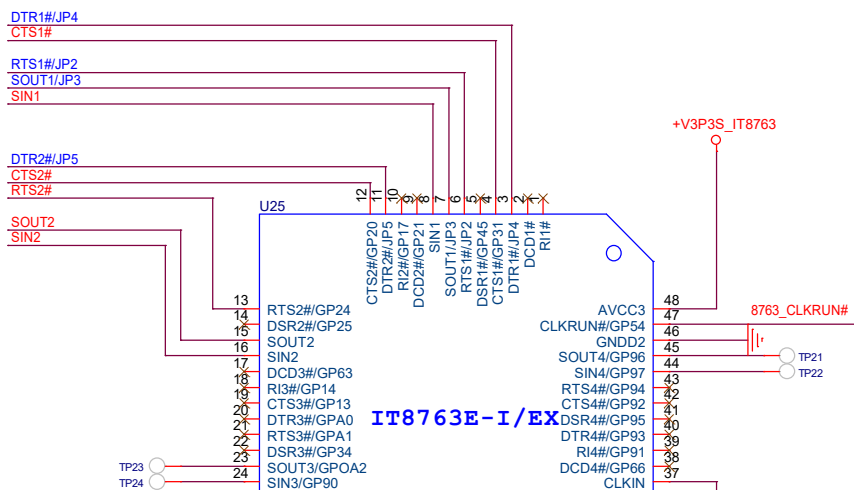 DTR1#/JP4
CTS1#
RTS1#/JP2
SOUT1/JP3
SIN1
+V3P3S_IT8763
DTR2#/JP5
CTS2#
RTS2#
SOUT2
SIN2
U25
12
11
10
9
8
7
6
5
4
3
2
1
CTS2#/GP20
DTR2#/JP5
RI2#/GP17
DCD2#/GP21
SIN1
SOUT1/JP3
RTS1#/JP2
DSR1#/GP45
CTS1#/GP31
DTR1#/JP4
DCD1#
RI1#
13 RTS2#/GP24
14 DSR2#/GP25
15 SOUT2
16 SIN2
17 DCD3#/GP63
18 RI3#/GP14
19 CTS3#/GP13
20 DTR3#/GPA0
21 RTS3#/GPA1
22 DSR3#/GP34
TP23 23 SOUT3/GPOA2
TP24 24 SIN3/GP90
IT8763E-I/EX
AVCC3 48
CLKRUN#/GP54 47 8763_CLKRUN#
GNDD2 46
SOUT4/GP96 45 TP21
SIN4/GP97 44 TP22
RTS4#/GP94 43
CTS4#/GP92 42
DSR4#/GP95 41
DTR4#/GP93 40
RI4#/GP91 39
DCD4#/GP66 38
CLKIN 37